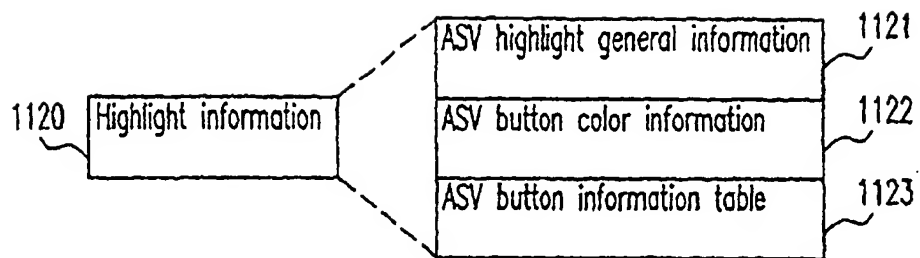 1120
Highlight information
ASV highlight general information
1121
ASV button color information
1122
ASV button information table
1123